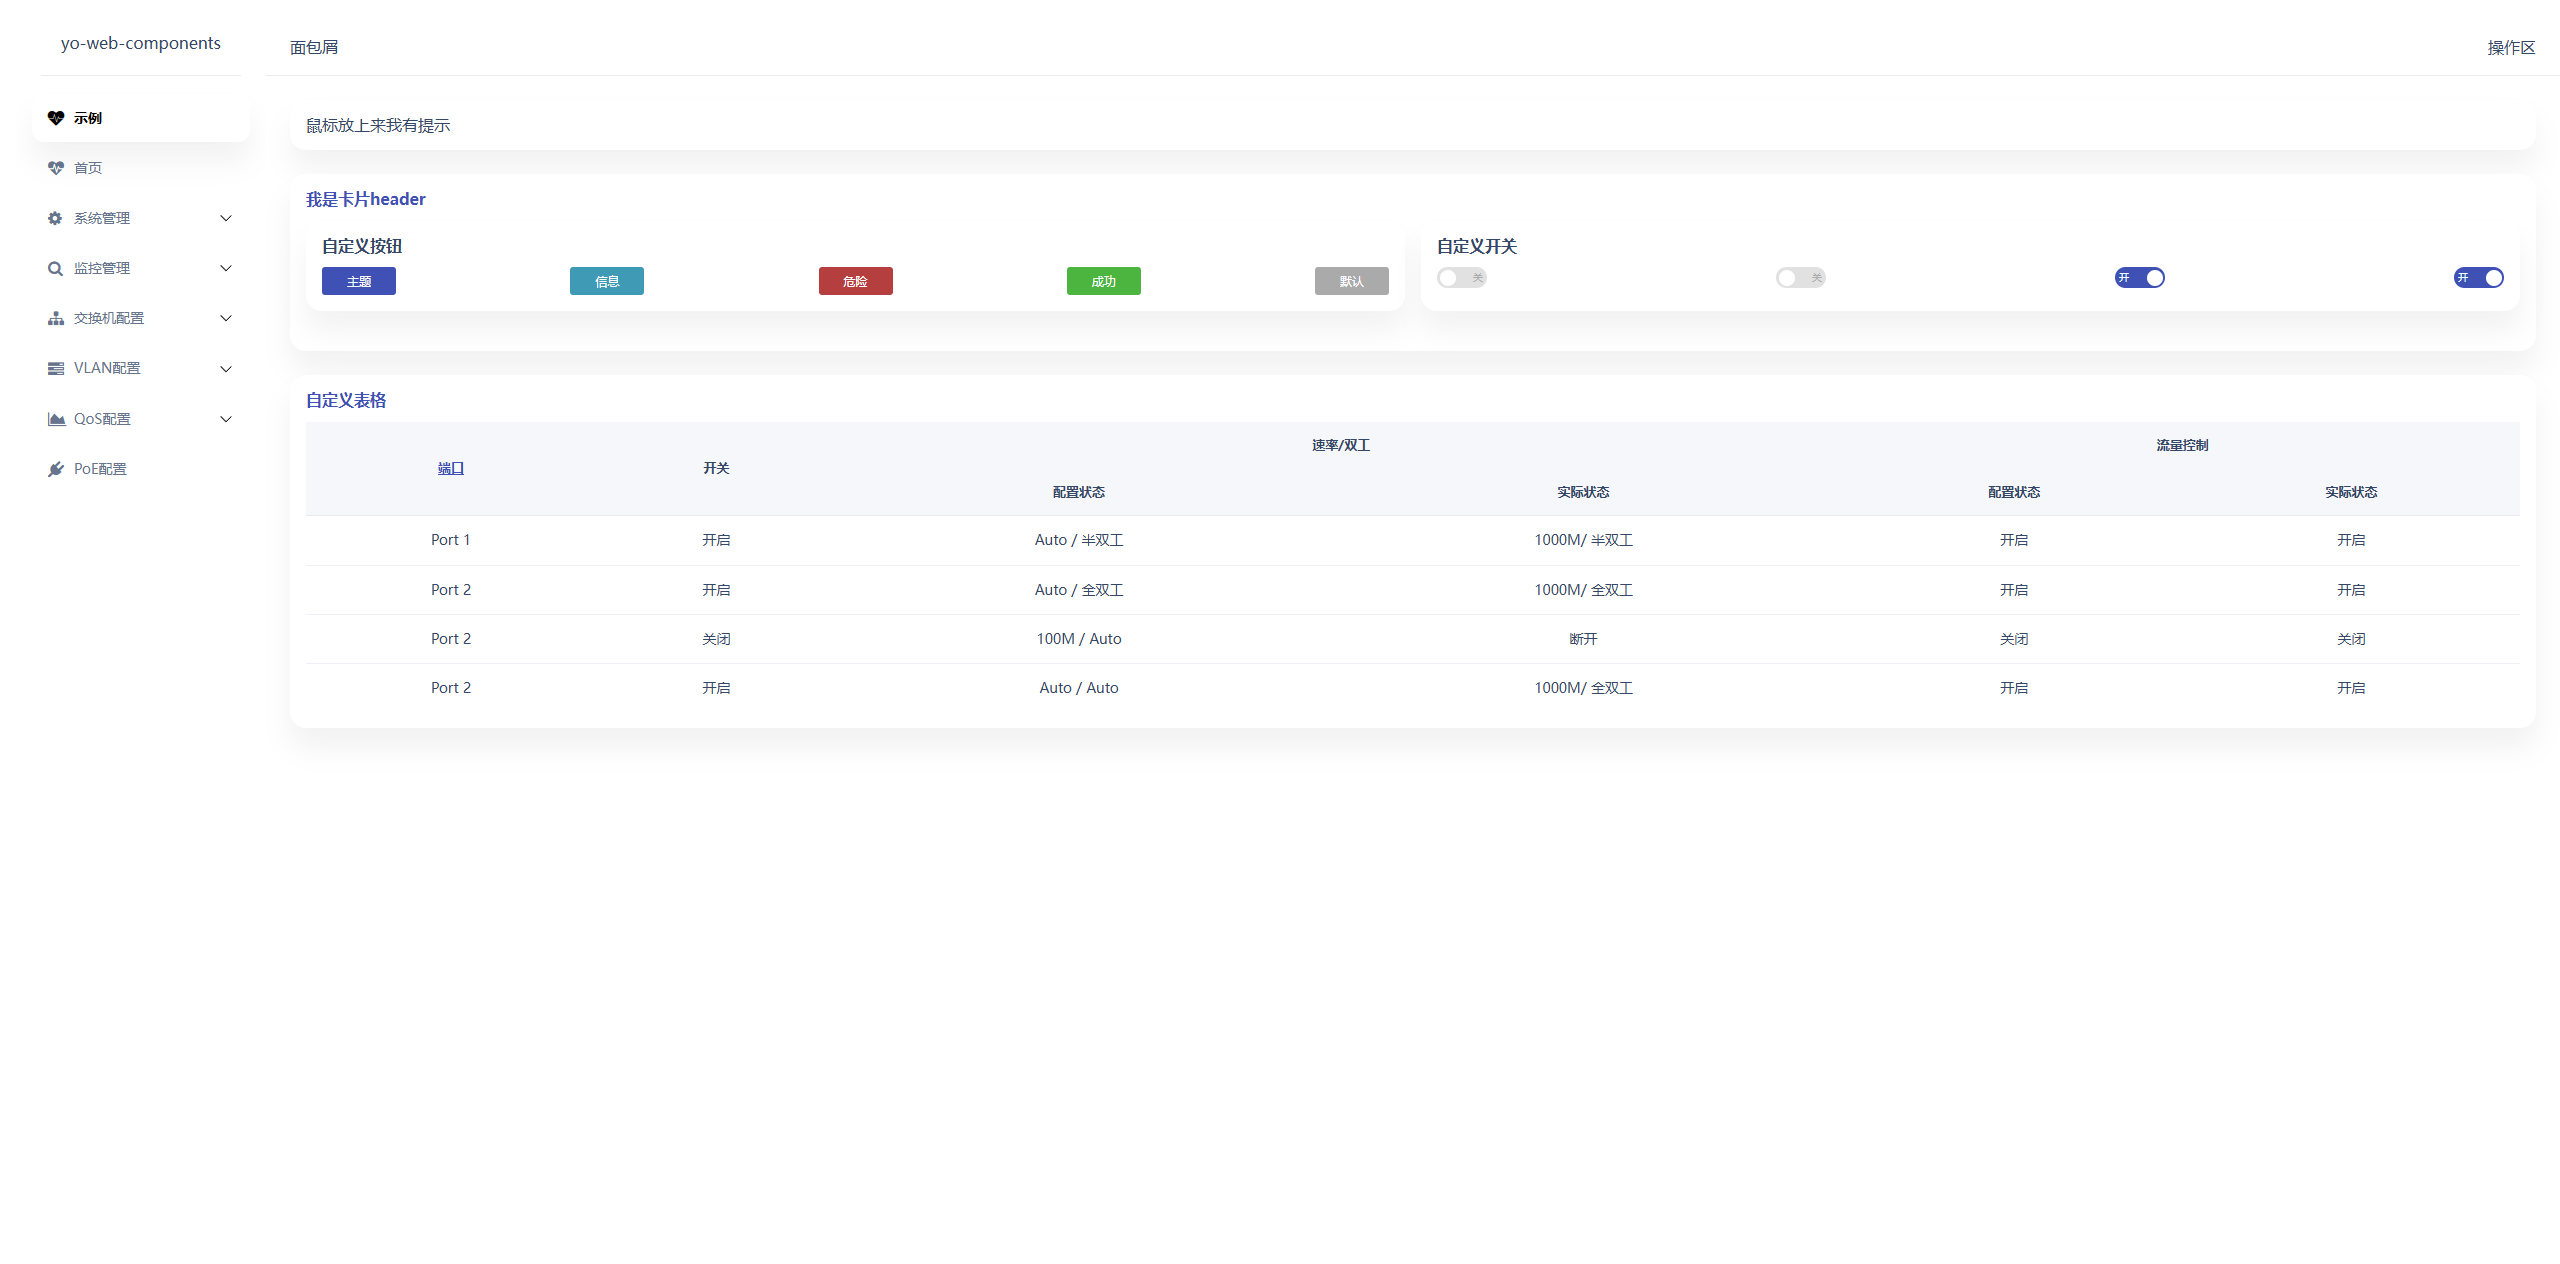 yo-web-components
面包屑
操作区
示例
首页
系统管理
监控管理
交换机配置
VLAN配置
QoS配置
PoE配置
鼠标放上来我有提示
我是卡片header
自定义按钮
主题 信息 危险 成功 默认
自定义开关
关 关 开 开
自定义表格
端口 开关 速率/双工 流量控制
配置状态 实际状态 配置状态 实际状态
Port 1 开启 Auto / 半双工 1000M/ 半双工 开启 开启
Port 2 开启 Auto / 全双工 1000M/ 全双工 开启 开启
Port 2 关闭 100M / Auto 断开 关闭 关闭
Port 2 开启 Auto / Auto 1000M/ 全双工 开启 开启